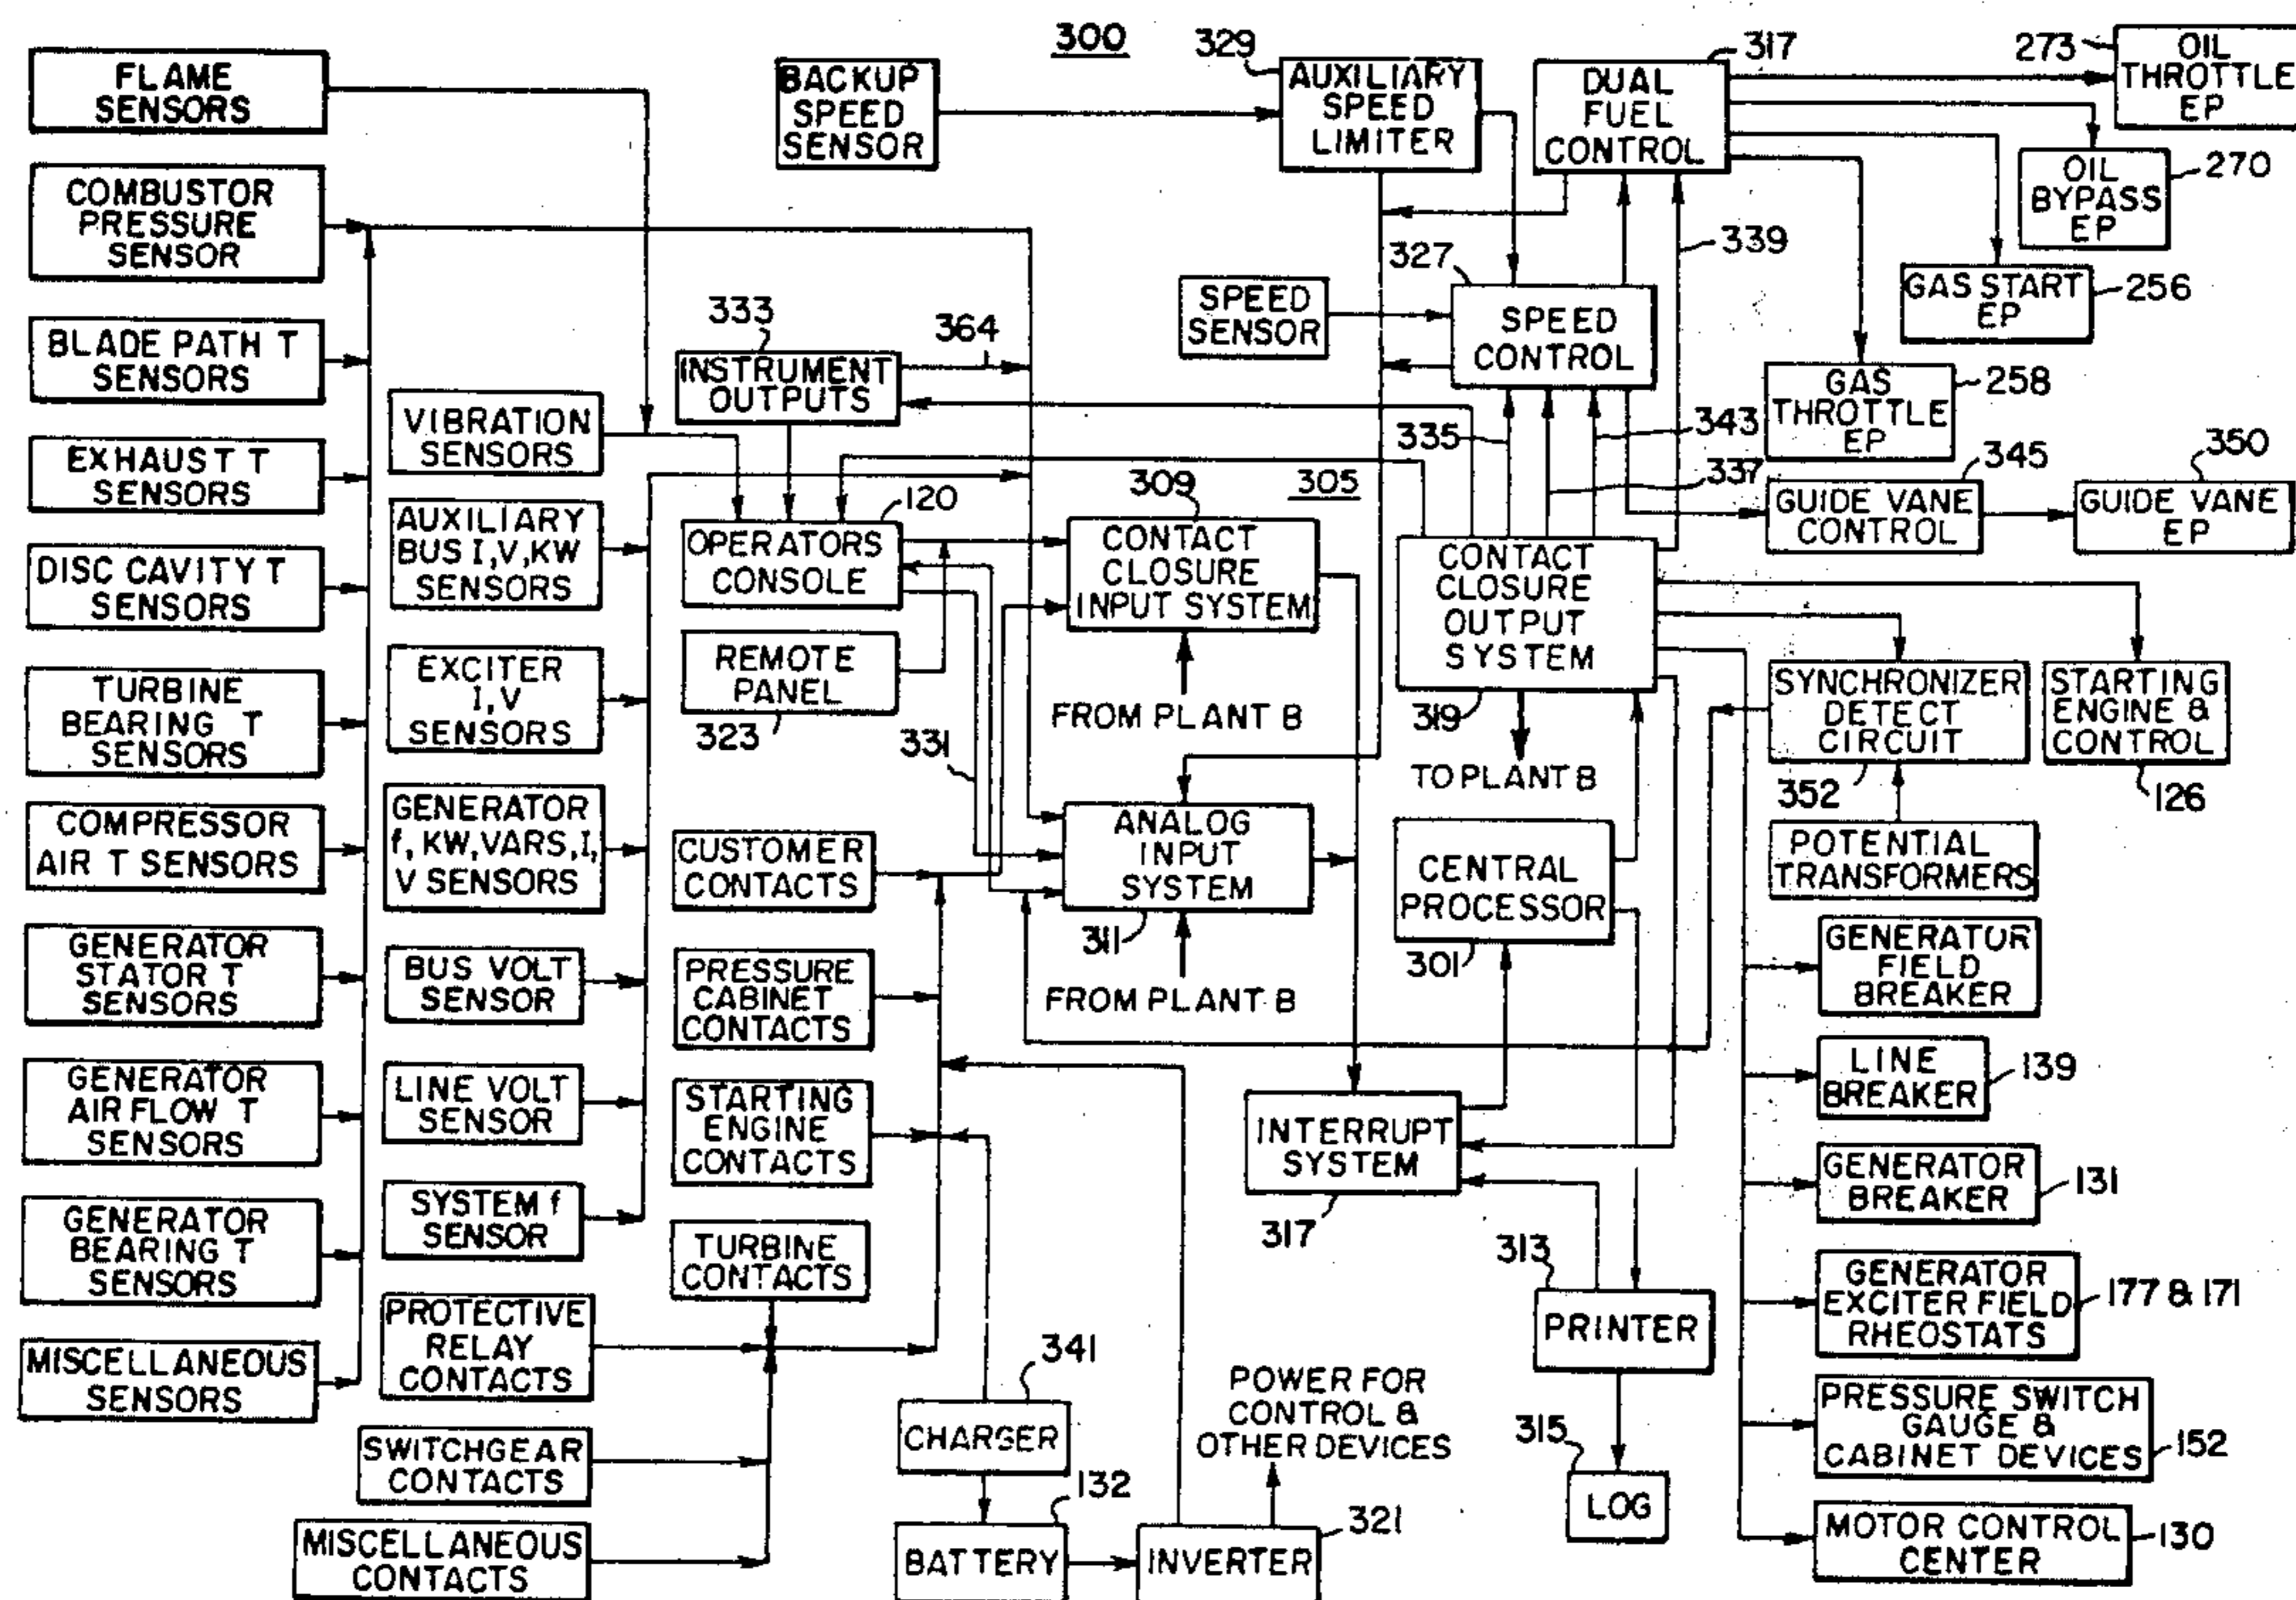 300
FLAME
SENSORS
COMBUSTOR
PRESSURE
SENSOR
BLADE PATH T
SENSORS
EXHAUST T
SENSORS
DISC CAVITY T
SENSORS
TURBINE
BEARING T
SENSORS
COMPRESSOR
AIR T SENSORS
GENERATOR
STATOR T
SENSORS
GENERATOR
AIR FLOW T
SENSORS
GENERATOR
BEARING T
SENSORS
MISCELLANEOUS
SENSORS
VIBRATION
SENSORS
AUXILIARY
BUS I,V,KW
SENSORS
EXCITER
I,V
SENSORS
GENERATOR
f, KW,VARS,I,
V SENSORS
BUS VOLT
SENSOR
LINE VOLT
SENSOR
SYSTEM f
SENSOR
PROTECTIVE
RELAY
CONTACTS
SWITCHGEAR
CONTACTS
MISCELLANEOUS
CONTACTS
BACKUP
SPEED
SENSOR
333
INSTRUMENT
OUTPUTS
364
120
OPERATORS
CONSOLE
REMOTE
PANEL
323
331
CUSTOMER
CONTACTS
PRESSURE
CABINET
CONTACTS
STARTING
ENGINE
CONTACTS
TURBINE
CONTACTS
341
CHARGER
132
BATTERY
321
INVERTER
POWER FOR
CONTROL &
OTHER DEVICES
329
AUXILIARY
SPEED
LIMITER
SPEED
SENSOR
327
SPEED
CONTROL
305
309
CONTACT
CLOSURE
INPUT SYSTEM
FROM PLANT B
ANALOG
INPUT
SYSTEM
311
FROM PLANT B
317
DUAL
FUEL
CONTROL
339
335
337
343
CONTACT
CLOSURE
OUTPUT
SYSTEM
319
TO PLANT B
CENTRAL
PROCESSOR
301
INTERRUPT
SYSTEM
317
313
PRINTER
315
LOG
273
OIL
THROTTLE
EP
OIL
BYPASS
EP
270
GAS START
EP
256
GAS
THROTTLE
EP
258
345
GUIDE VANE
CONTROL
350
GUIDE VANE
EP
SYNCHRONIZER
DETECT
CIRCUIT
352
STARTING
ENGINE &
CONTROL
126
POTENTIAL
TRANSFORMERS
GENERATOR
FIELD
BREAKER
LINE
BREAKER
139
GENERATOR
BREAKER
131
GENERATOR
EXCITER FIELD
RHEOSTATS
177 & 171
PRESSURE SWITCH
GAUGE &
CABINET DEVICES
152
MOTOR CONTROL
CENTER
130